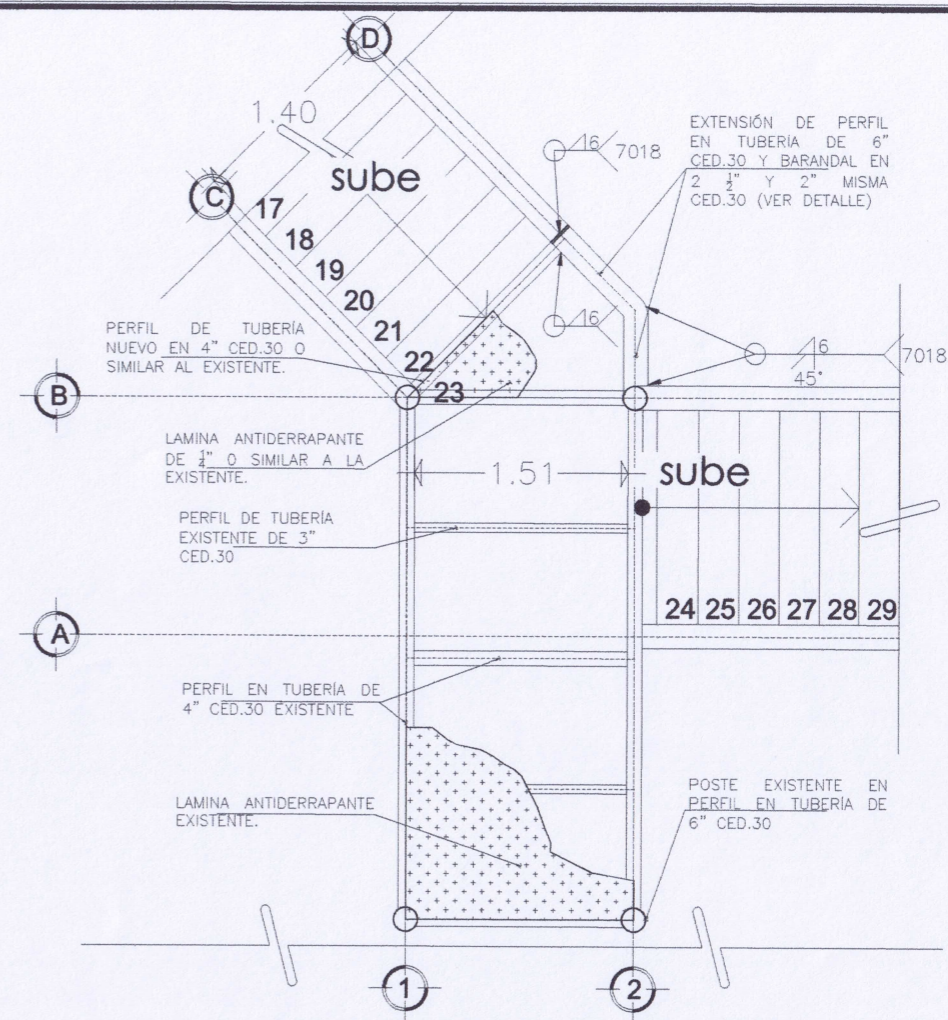 D
1.40
sube
C
17
18
19
20
21
22
23
16
7018
16
EXTENSIÓN DE PERFIL
EN TUBERÍA DE 6"
CED.30 Y BARANDAL EN
2 ½" Y 2" MISMA
CED.30 (VER DETALLE)
PERFIL DE TUBERÍA
NUEVO EN 4" CED.30 O
SIMILAR AL EXISTENTE.
16
45°
7018
B
LAMINA ANTIDERRAPANTE
DE ½" O SIMILAR A LA
EXISTENTE.
1.51
sube
PERFIL DE TUBERÍA
EXISTENTE DE 3"
CED.30
24 25 26 27 28 29
A
PERFIL EN TUBERÍA DE
4" CED.30 EXISTENTE
LAMINA ANTIDERRAPANTE
EXISTENTE.
POSTE EXISTENTE EN
PERFIL EN TUBERÍA DE
6" CED.30
1
2